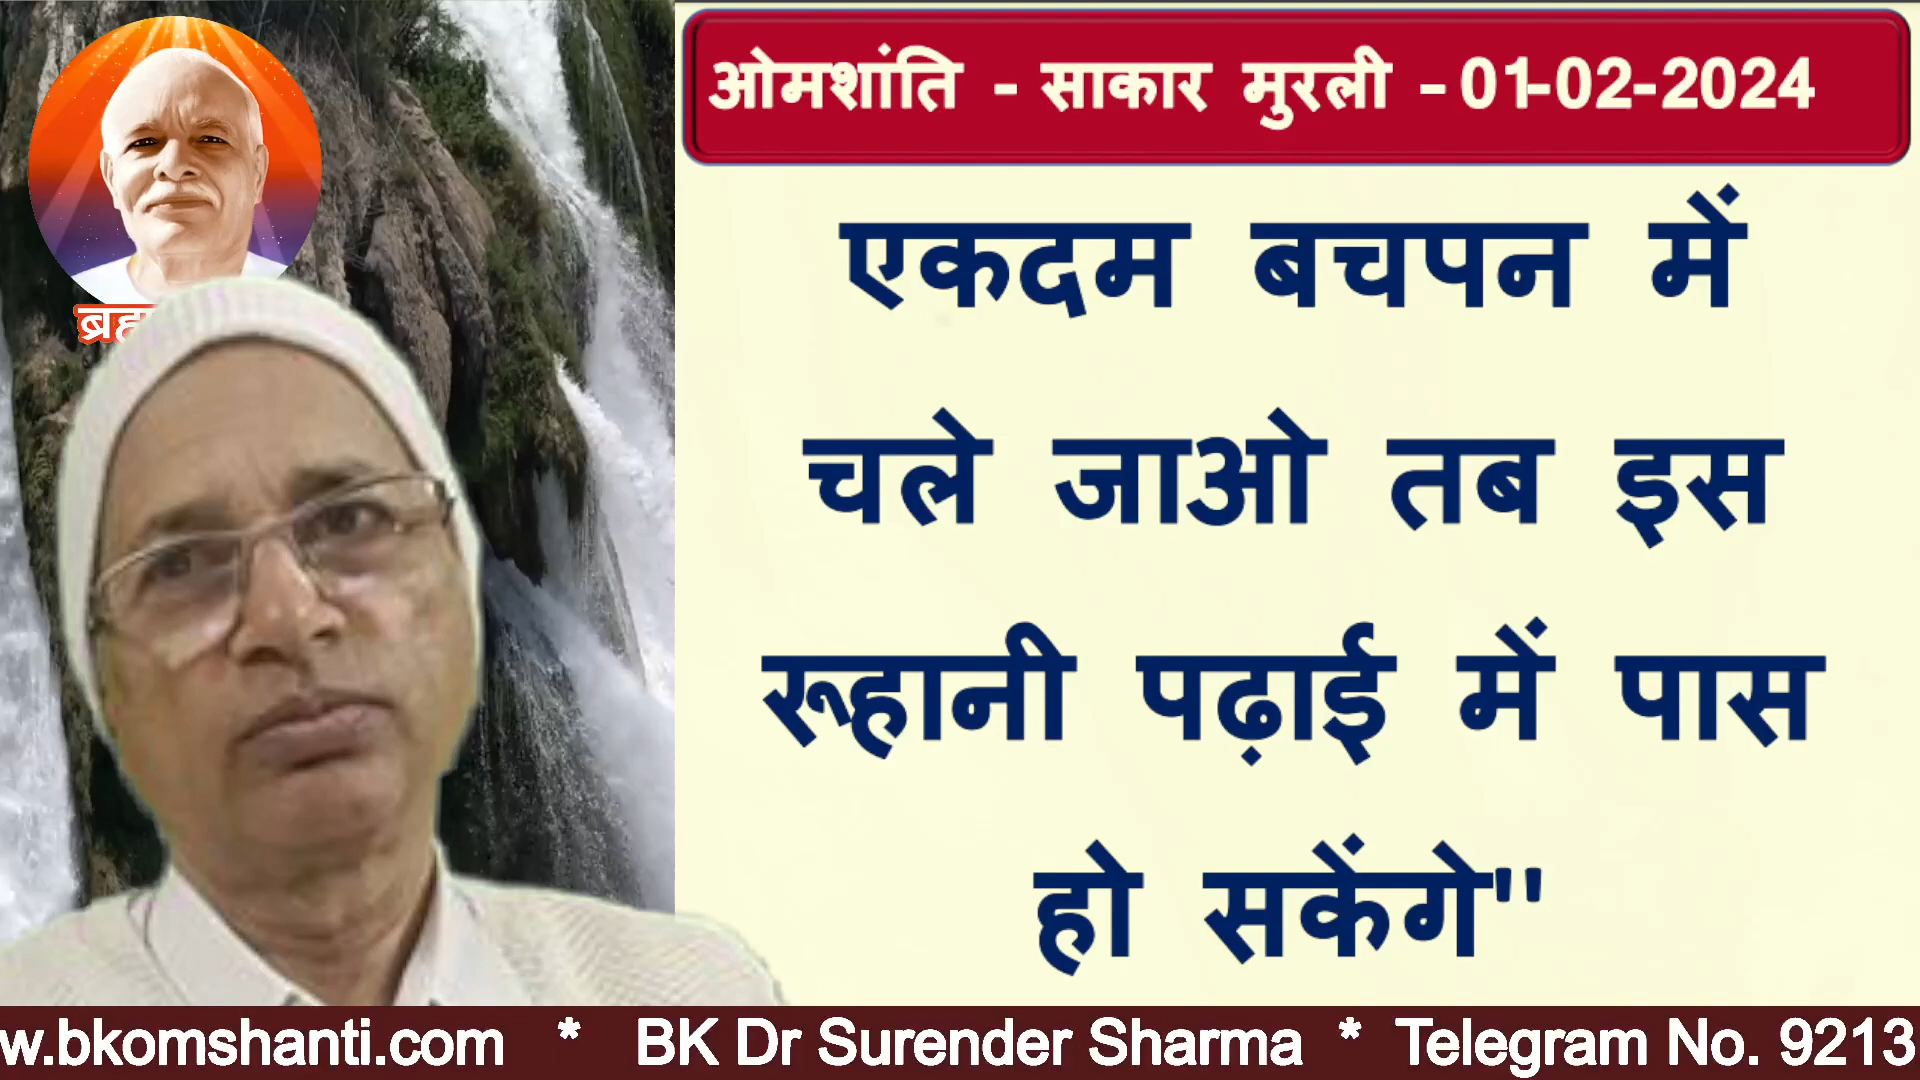 ओमशांति - साकार मुरली - 01-02-2024
एकदम बचपन में
चले जाओ तब इस
रूहानी पढ़ाई में पास
हो सकेंगे"
w.bkomshanti.com * BK Dr Surender Sharma * Telegram No. 9213